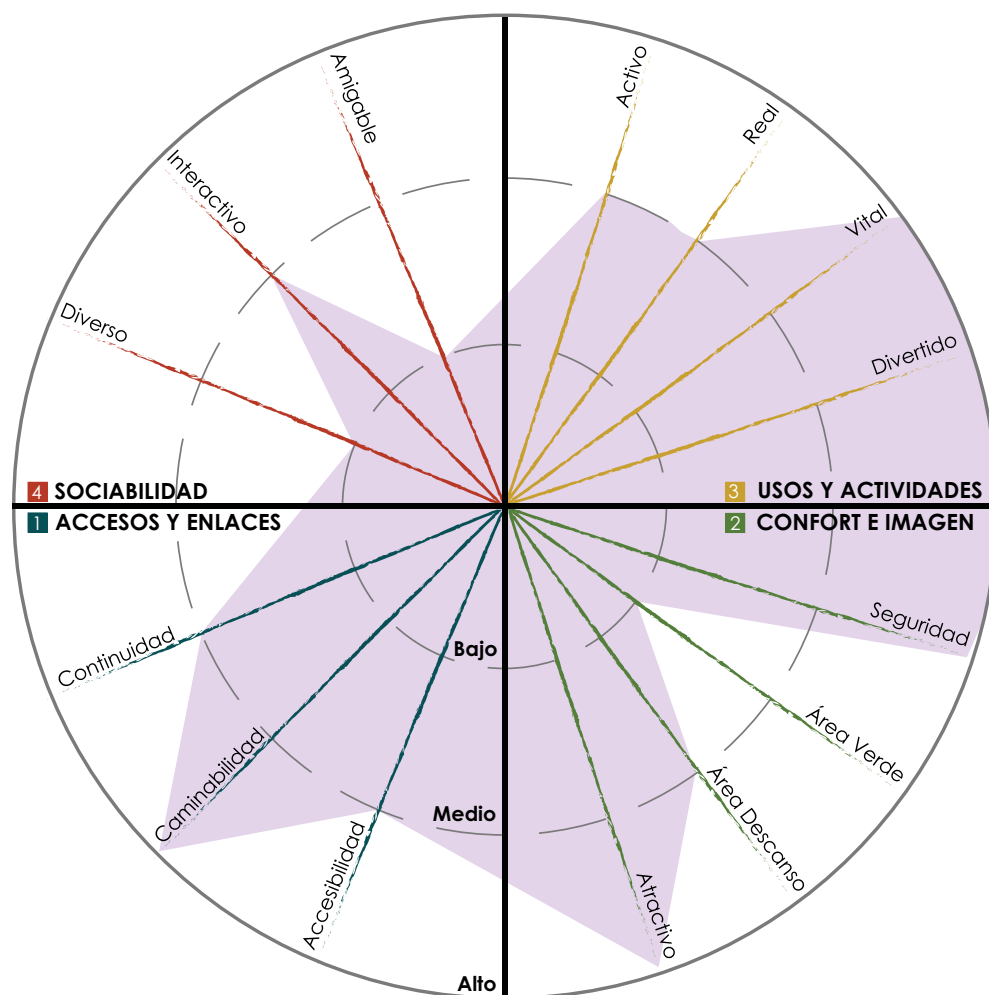 Amigable
Activo
Real
Interactivo
Vital
Diverso
Divertido
4 SOCIABILIDAD
3 USOS Y ACTIVIDADES
1 ACCESOS Y ENLACES
2 CONFORT E IMAGEN
Seguridad
Continuidad
Bajo
Área Verde
Caminabilidad
Área Descanso
Medio
Accesibilidad
Atractivo
Alto